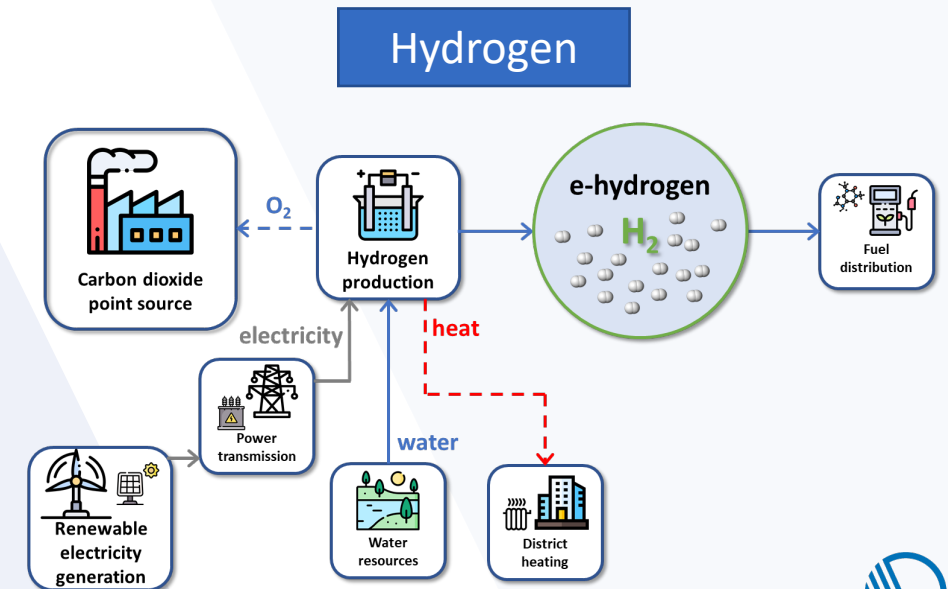 Hydrogen
Carbon dioxide
point source
O₂
+ -
Hydrogen
production
e-hydrogen
H₂
Fuel
distribution
electricity
heat
Power
transmission
water
Renewable
electricity
generation
Water
resources
District
heating